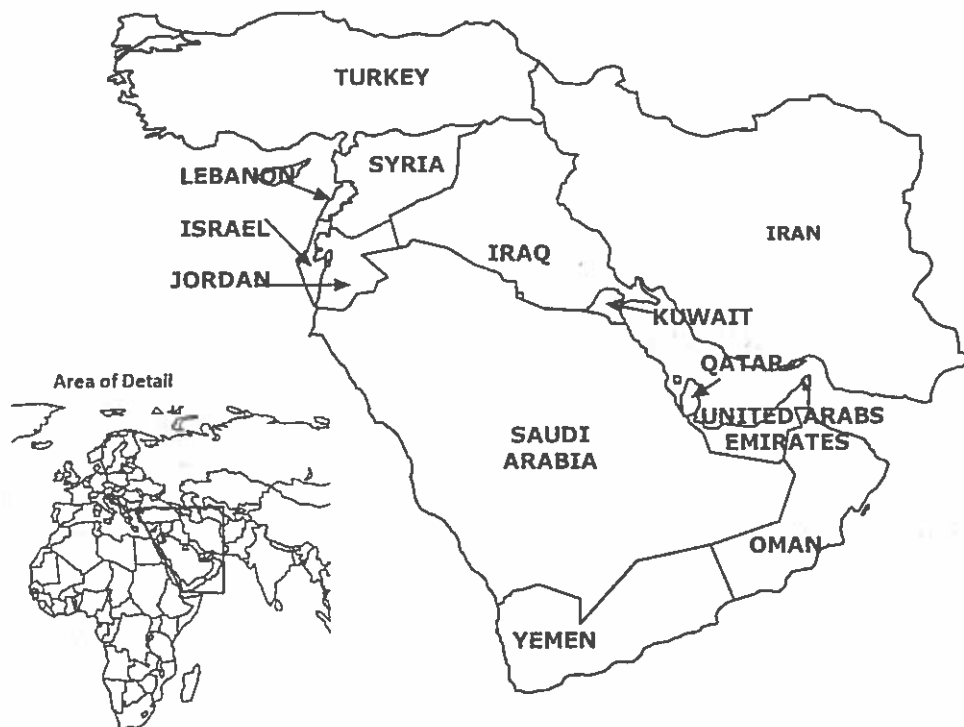 TURKEY
SYRIA
LEBANON
ISRAEL
IRAQ
IRAN
JORDAN
KUWAIT
QATAR
Area of Detail
UNITED ARABS
EMIRATES
SAUDI
ARABIA
OMAN
YEMEN